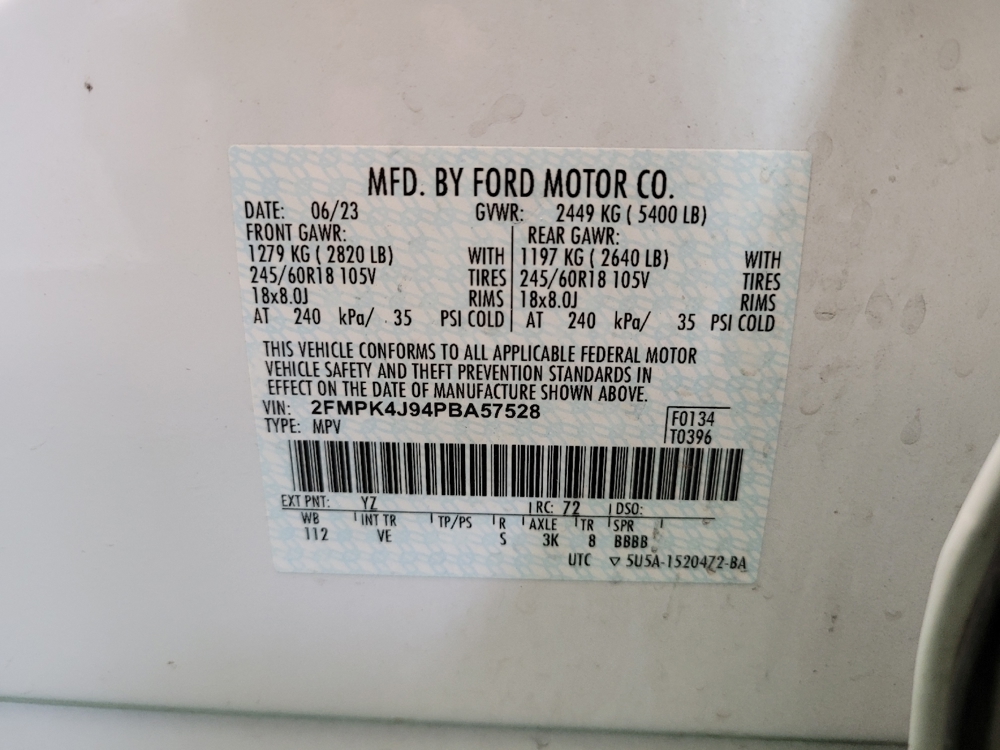 MFD. BY FORD MOTOR CO.
DATE: 06/23 GVWR: 2449 KG ( 5400 LB)
FRONT GAWR: REAR GAWR:
1279 KG ( 2820 LB) WITH 1197 KG ( 2640 LB) WITH
245/60R18 105V TIRES 245/60R18 105V TIRES
18x8.0J RIMS 18x8.0J RIMS
AT 240 kPa/ 35 PSI COLD AT 240 kPa/ 35 PSI COLD
THIS VEHICLE CONFORMS TO ALL APPLICABLE FEDERAL MOTOR
VEHICLE SAFETY AND THEFT PREVENTION STANDARDS IN
EFFECT ON THE DATE OF MANUFACTURE SHOWN ABOVE.
VIN: 2FMPK4J94PBA57528
TYPE: MPV
F0134
T0396
EXT PNT: YZ RC: 72 DSO:
WB INT TR TP/PS R AXLE TR SPR
112 VE S 3K 8 BBBB
UTC ▽ 5U5A-1520472-BA